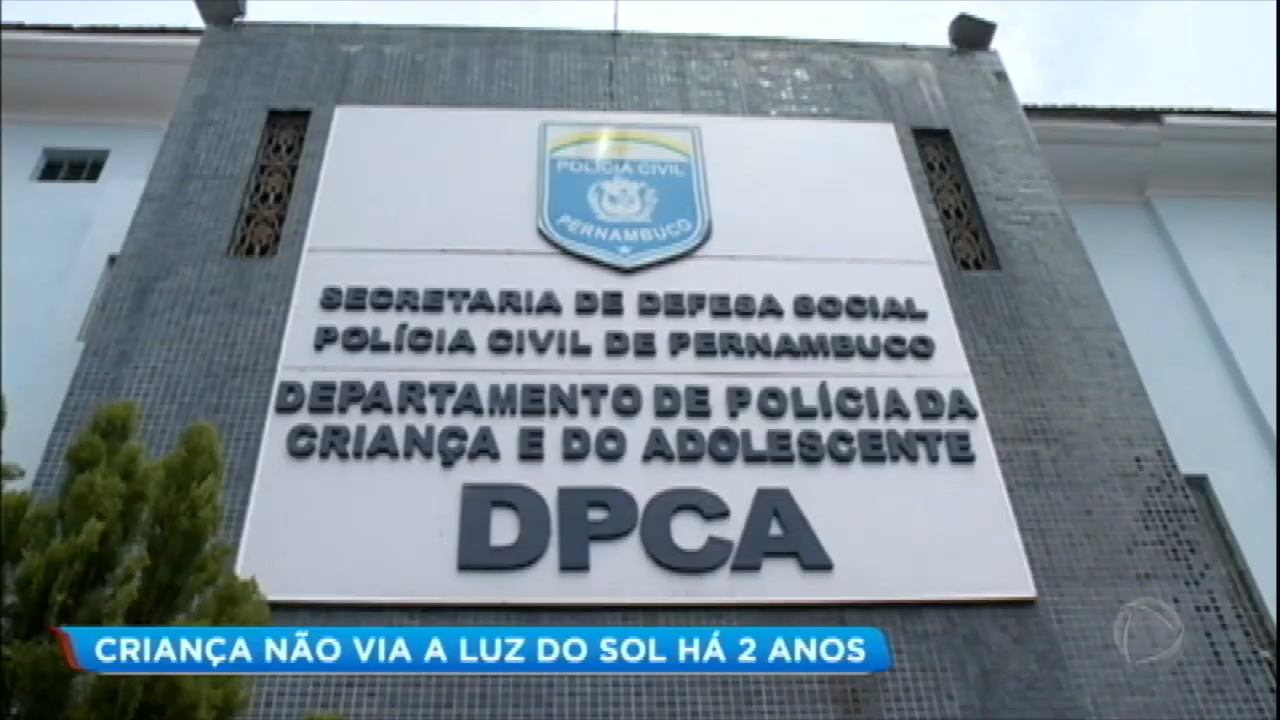 POLÍCIA CIVIL
PERNAMBUCO
SECRETARIA DE DEFESA SOCIAL
POLÍCIA CIVIL DE PERNAMBUCO
DEPARTAMENTO DE POLÍCIA DA
CRIANÇA E DO ADOLESCENTE
DPCA
CRIANÇA NÃO VIA A LUZ DO SOL HÁ 2 ANOS